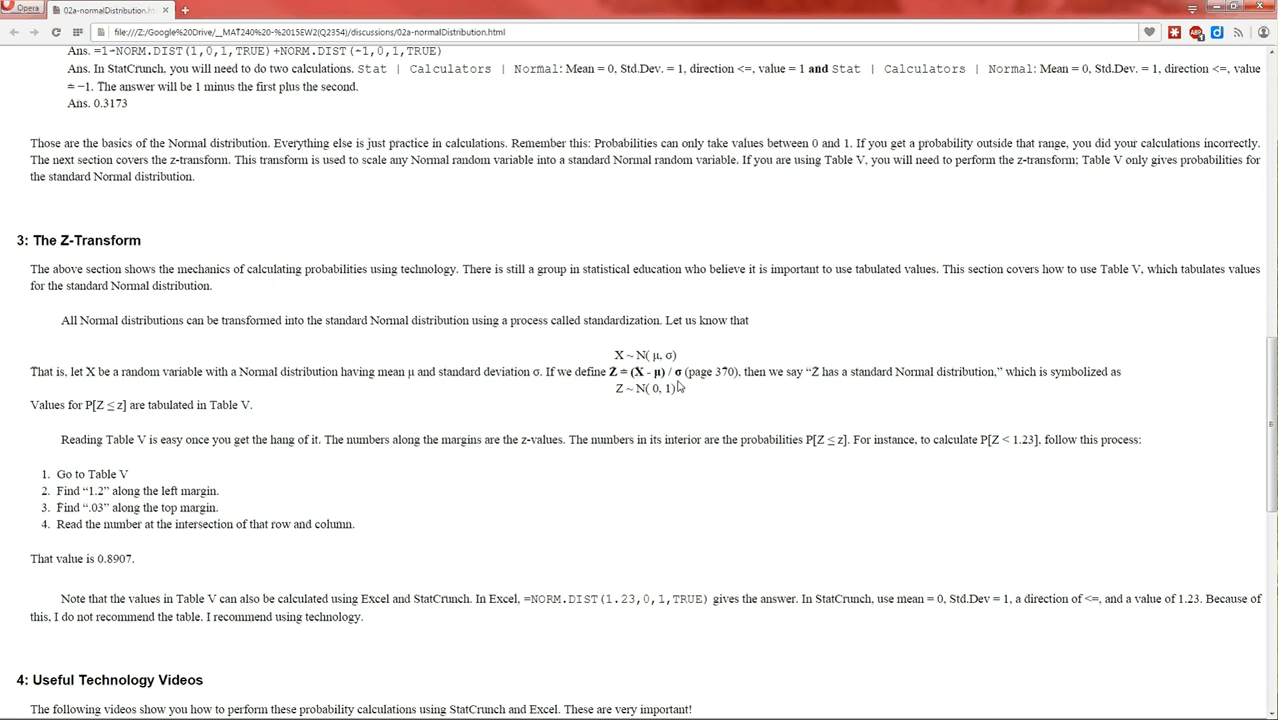 Opera
02a-normalDistribution.h
file:///Z:/Google%20Drive/__MAT240%20-%2015EW2(Q2354)/discussions/02a-normalDistribution.html
Ans. =1-NORM.DIST(1,0,1,TRUE)+NORM.DIST(-1,0,1,TRUE)
Ans. In StatCrunch, you will need to do two calculations. Stat | Calculators | Normal: Mean = 0, Std.Dev. = 1, direction <=, value = 1 and Stat | Calculators | Normal: Mean = 0, Std.Dev. = 1, direction <=, value
= −1. The answer will be 1 minus the first plus the second.
Ans. 0.3173
Those are the basics of the Normal distribution. Everything else is just practice in calculations. Remember this: Probabilities can only take values between 0 and 1. If you get a probability outside that range, you did your calculations incorrectly.
The next section covers the z-transform. This transform is used to scale any Normal random variable into a standard Normal random variable. If you are using Table V, you will need to perform the z-transform; Table V only gives probabilities for
the standard Normal distribution.
3: The Z-Transform
The above section shows the mechanics of calculating probabilities using technology. There is still a group in statistical education who believe it is important to use tabulated values. This section covers how to use Table V, which tabulates values
for the standard Normal distribution.
All Normal distributions can be transformed into the standard Normal distribution using a process called standardization. Let us know that
X ~ N( μ, σ)
That is, let X be a random variable with a Normal distribution having mean μ and standard deviation σ. If we define Z = (X - μ) / σ (page 370), then we say “Z has a standard Normal distribution,” which is symbolized as
Z ~ N( 0, 1)
Values for P[Z ≤ z] are tabulated in Table V.
Reading Table V is easy once you get the hang of it. The numbers along the margins are the z-values. The numbers in its interior are the probabilities P[Z ≤ z]. For instance, to calculate P[Z < 1.23], follow this process:
1. Go to Table V
2. Find “1.2” along the left margin.
3. Find “.03” along the top margin.
4. Read the number at the intersection of that row and column.
That value is 0.8907.
Note that the values in Table V can also be calculated using Excel and StatCrunch. In Excel, =NORM.DIST(1.23,0,1,TRUE) gives the answer. In StatCrunch, use mean = 0, Std.Dev = 1, a direction of <=, and a value of 1.23. Because of
this, I do not recommend the table. I recommend using technology.
4: Useful Technology Videos
The following videos show you how to perform these probability calculations using StatCrunch and Excel. These are very important!